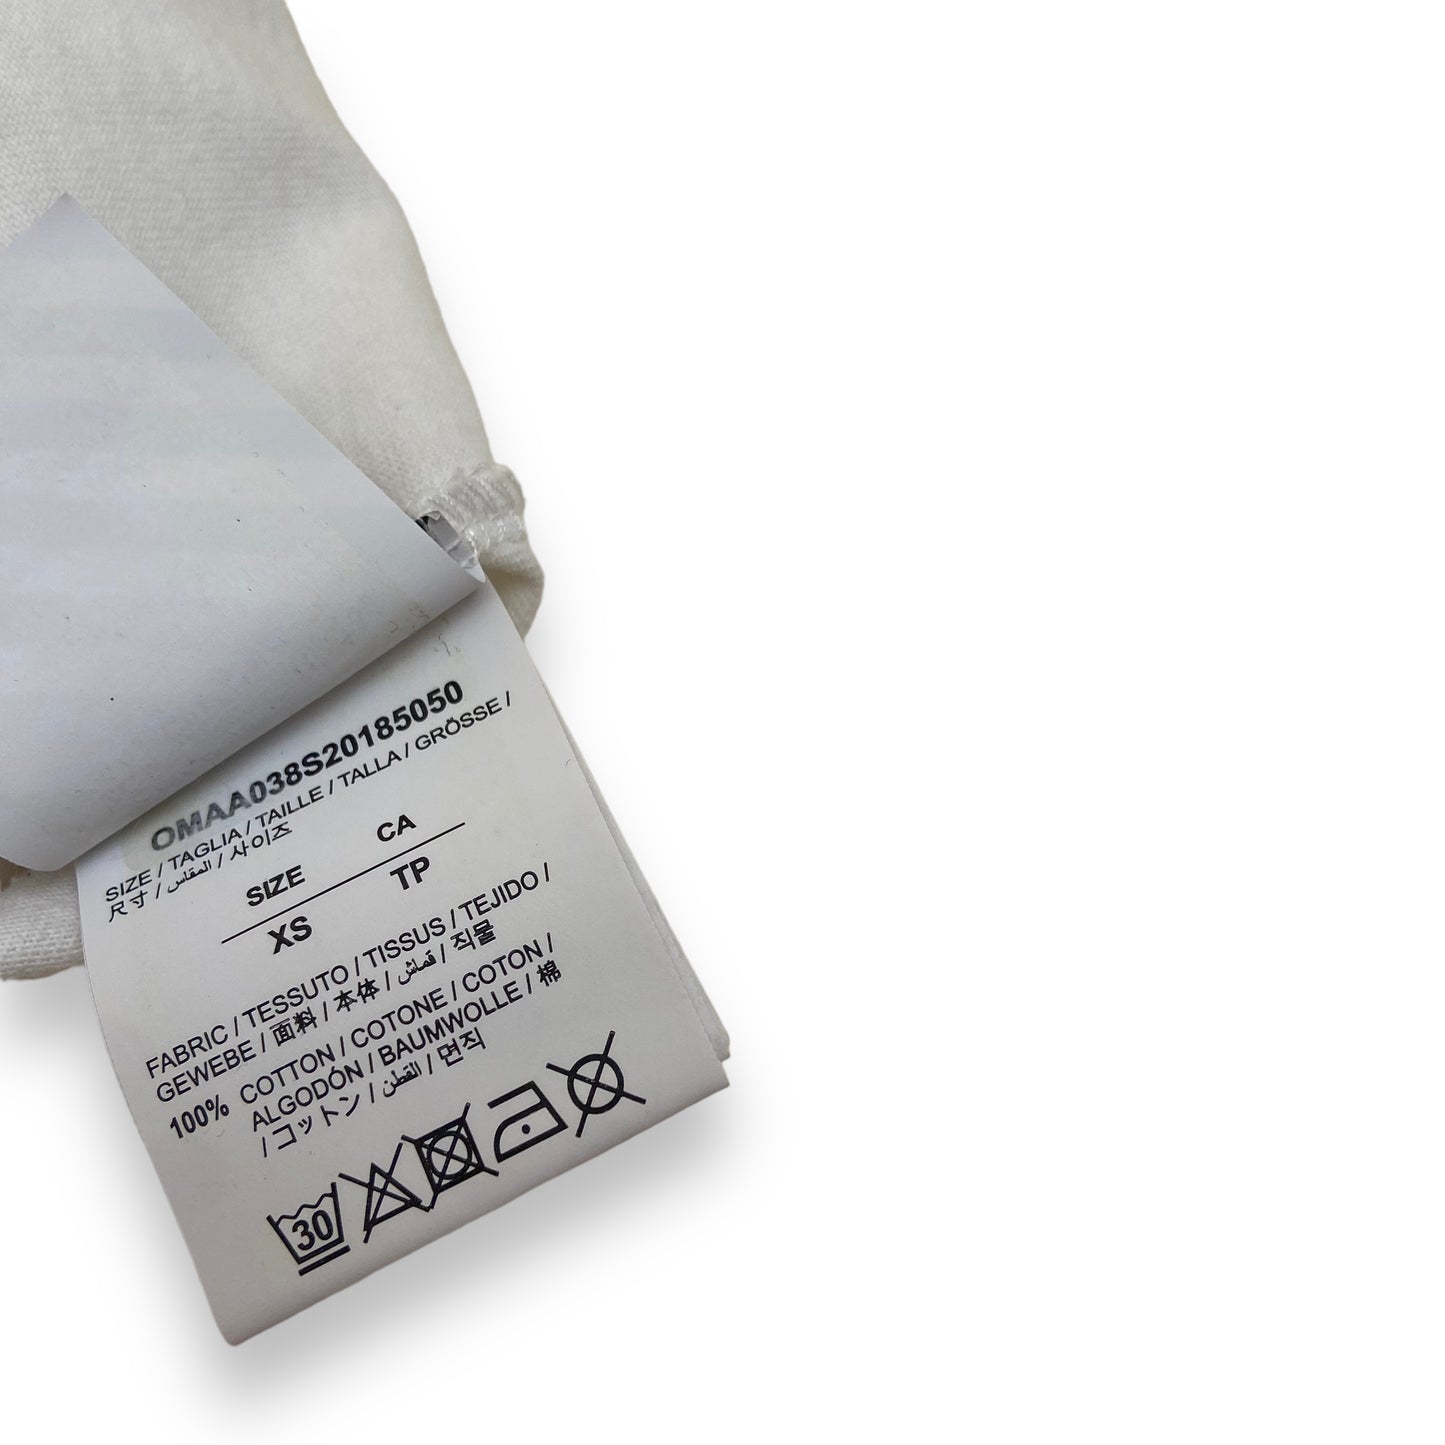 OMAA038S20185050
SIZE / TAGLIA / TAILLE / TALLA / GRÖSSE /
尺寸 / المقاس / 사이즈
SIZE CA
XS TP
FABRIC / TESSUTO / TISSUS / TEJIDO /
GEWEBE / 面料 / 本体 / قماش / 직물
100% COTTON / COTONE / COTON /
ALGODÓN / BAUMWOLLE / 棉
/ コットン / القطن / 면직
30